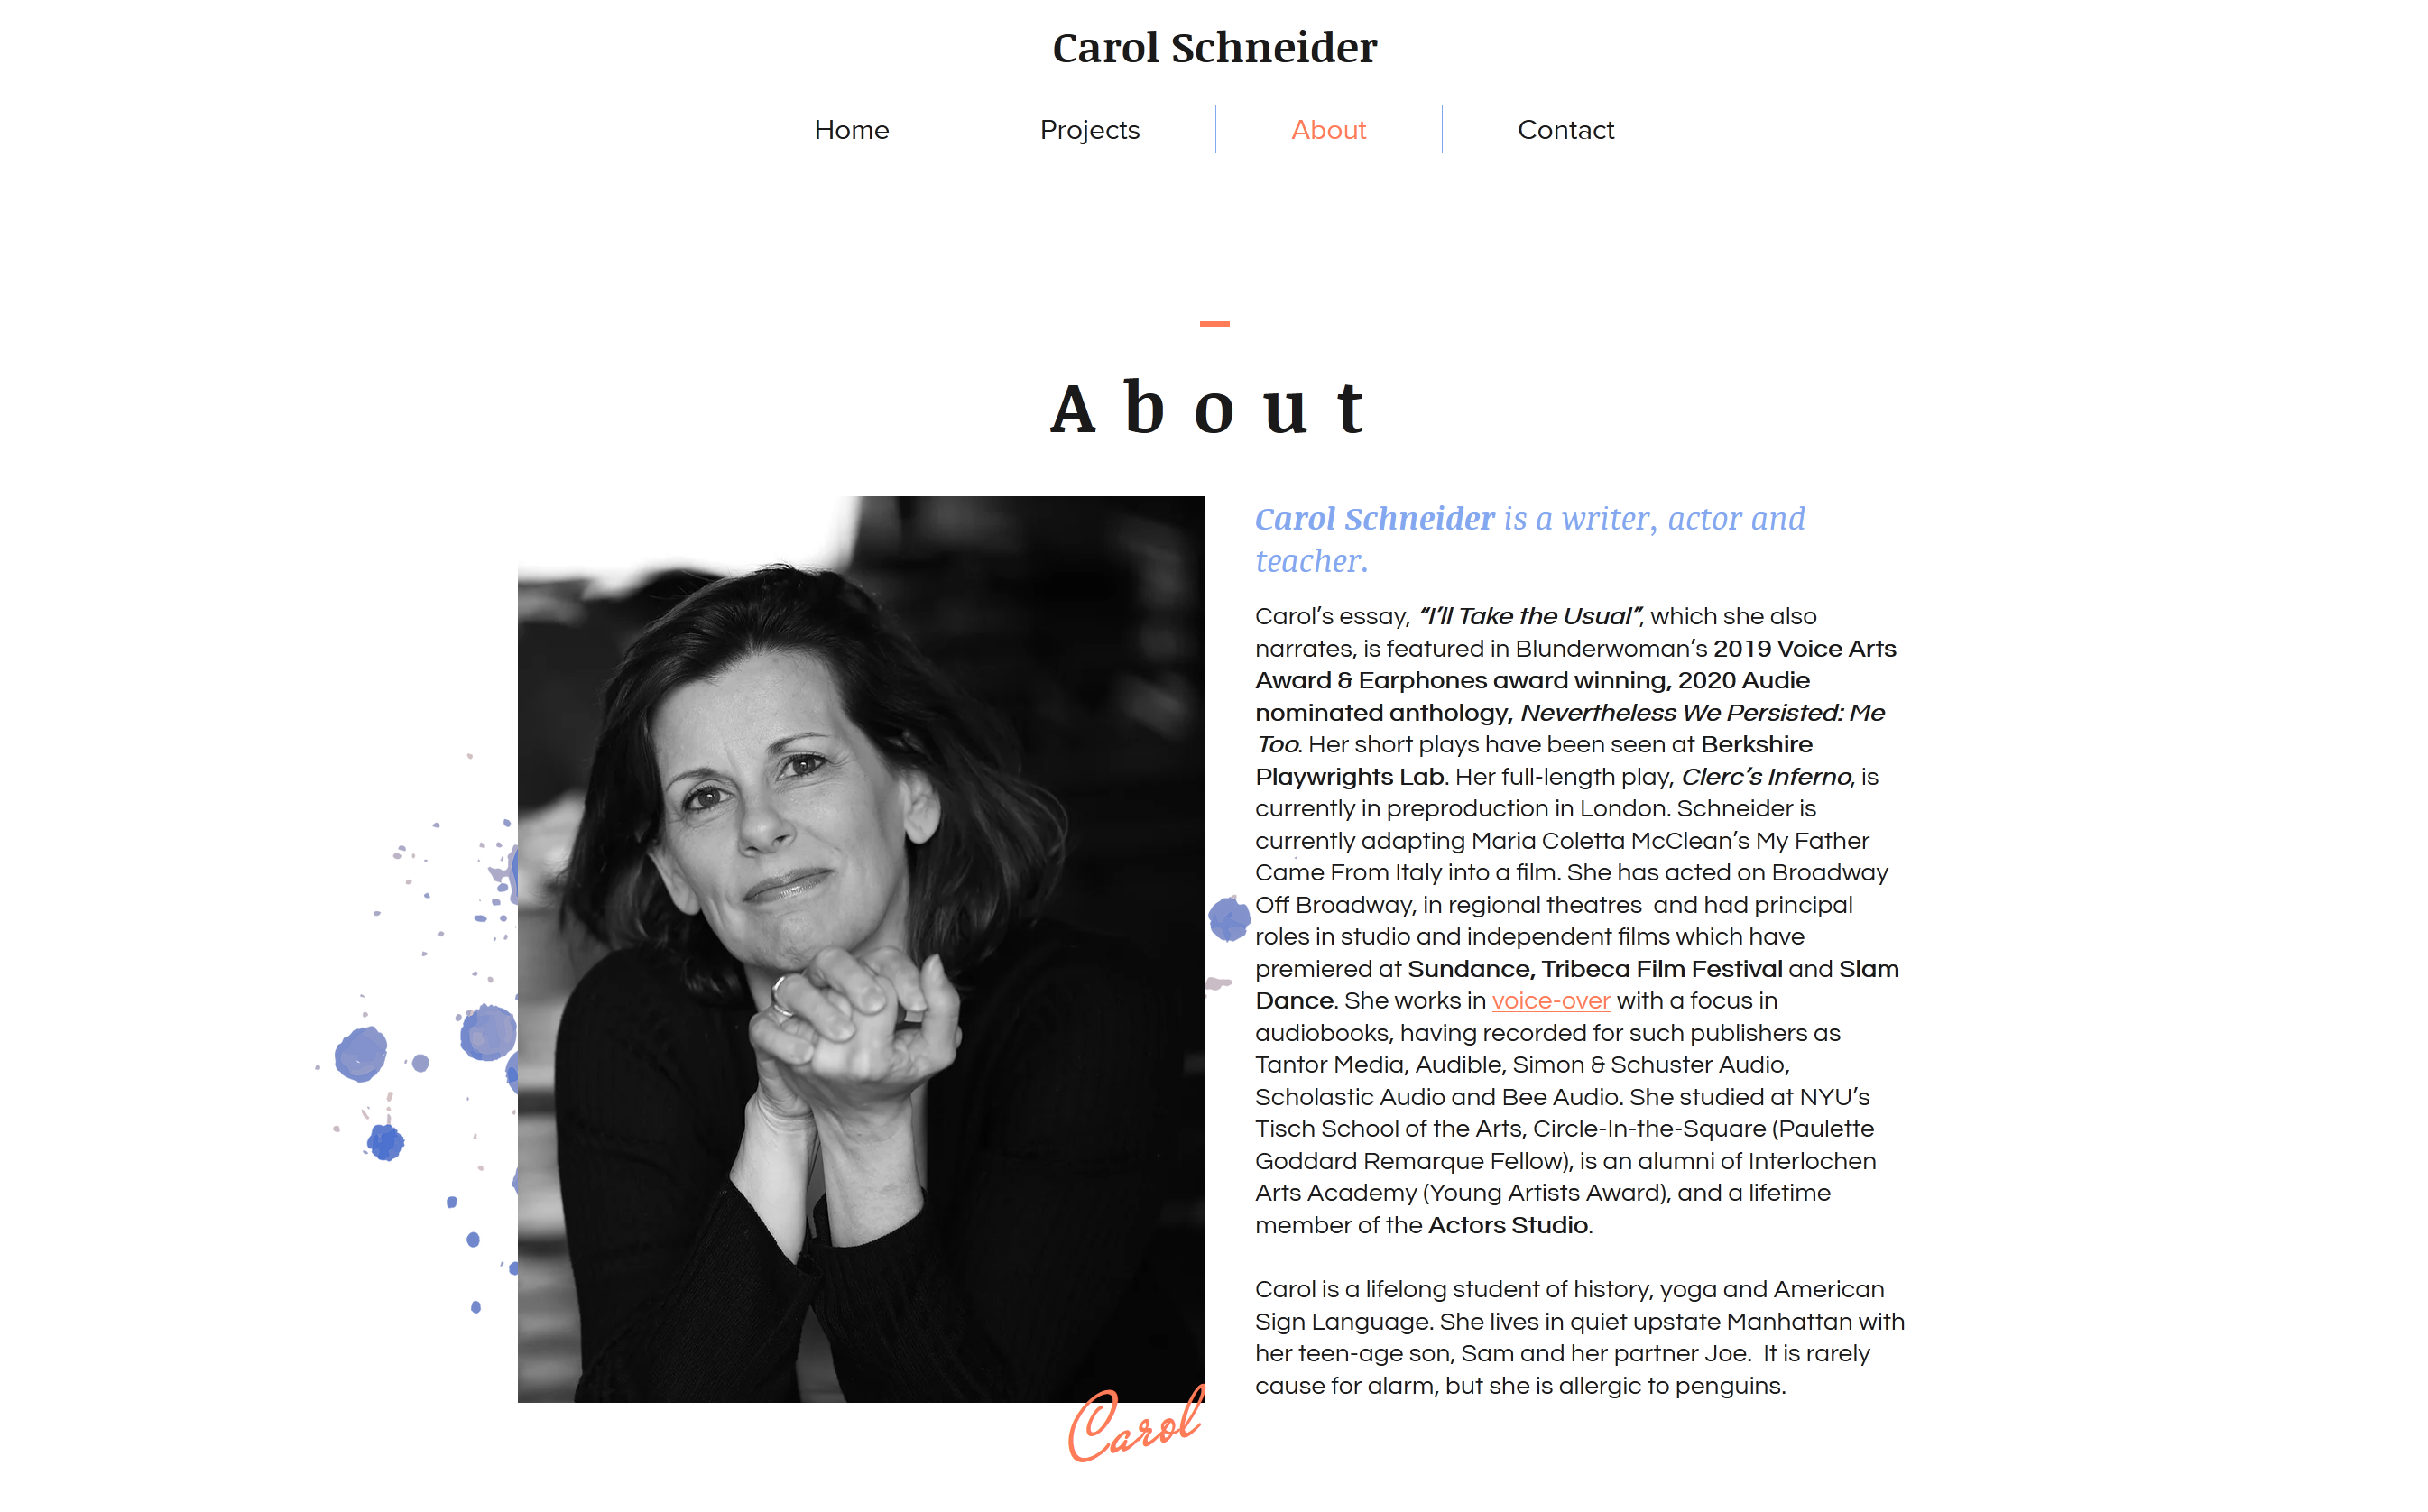 Carol Schneider
Home
Projects
About
Contact
About
Carol Schneider is a writer, actor and
teacher.
Carol’s essay, “I’ll Take the Usual”, which she also
narrates, is featured in Blunderwoman’s 2019 Voice Arts
Award & Earphones award winning, 2020 Audie
nominated anthology, Nevertheless We Persisted: Me
Too. Her short plays have been seen at Berkshire
Playwrights Lab. Her full-length play, Clerc’s Inferno, is
currently in preproduction in London. Schneider is
currently adapting Maria Coletta McClean’s My Father
Came From Italy into a film. She has acted on Broadway
Off Broadway, in regional theatres  and had principal
roles in studio and independent films which have
premiered at Sundance, Tribeca Film Festival and Slam
Dance. She works in voice-over with a focus in
audiobooks, having recorded for such publishers as
Tantor Media, Audible, Simon & Schuster Audio,
Scholastic Audio and Bee Audio. She studied at NYU’s
Tisch School of the Arts, Circle-In-the-Square (Paulette
Goddard Remarque Fellow), is an alumni of Interlochen
Arts Academy (Young Artists Award), and a lifetime
member of the Actors Studio.
Carol is a lifelong student of history, yoga and American
Sign Language. She lives in quiet upstate Manhattan with
her teen-age son, Sam and her partner Joe.  It is rarely
cause for alarm, but she is allergic to penguins.
Carol